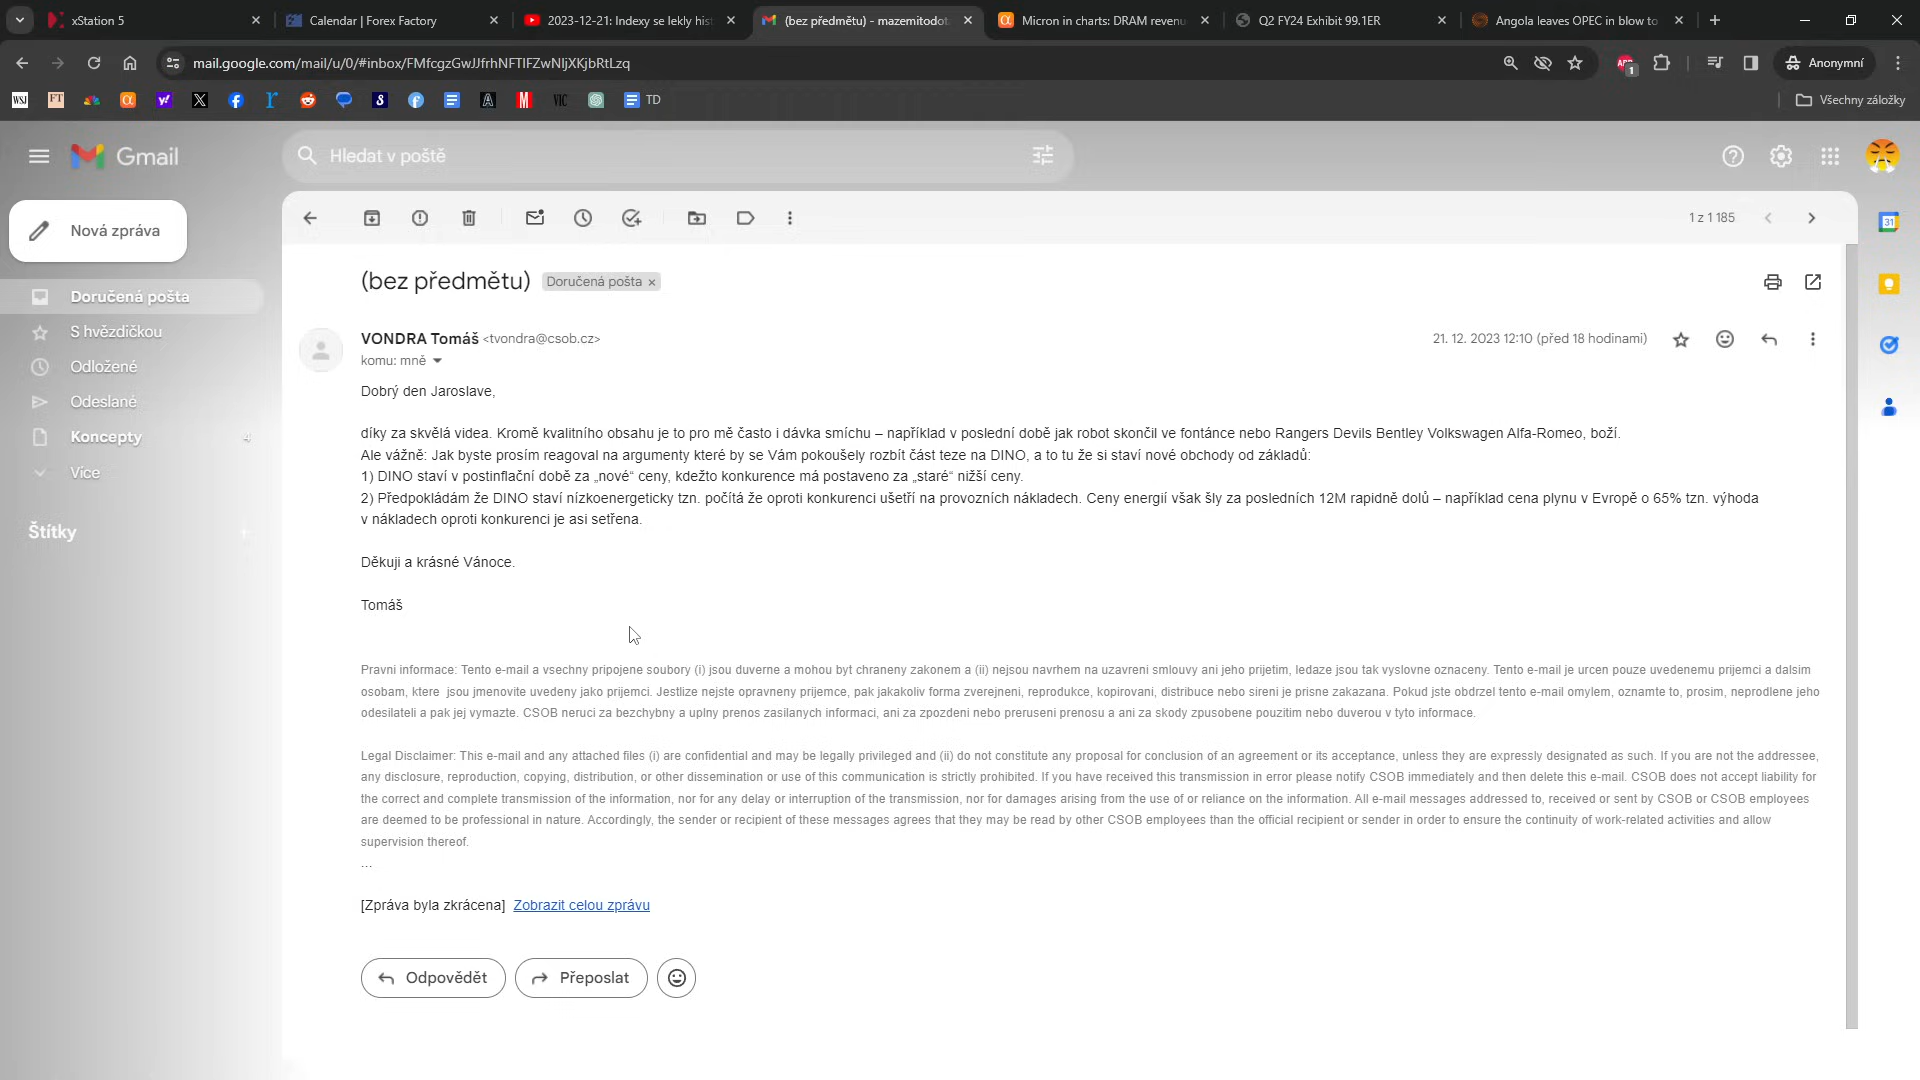 xStation 5
Calendar | Forex Factory
2023-12-21: Indexy se lekly his
(bez předmětu) - mazemitodot
Micron in charts: DRAM revenu
Q2 FY24 Exhibit 99.1ER
Angola leaves OPEC in blow to
mail.google.com/mail/u/0/#inbox/FMfcgzGwJJfrhNFTlFZwNljXKjbRtLzq
ABP
1
Anonymní
WSJ
FT
VIC
TD
Všechny záložky
Gmail
Hledat v poště
Nová zpráva
1 z 1 185
31
(bez předmětu)
Doručená pošta ×
Doručená pošta
S hvězdičkou
Odložené
Odeslané
Koncepty
4
Více
Štítky
+
VONDRA Tomáš <tvondra@csob.cz>
21. 12. 2023 12:10 (před 18 hodinami)
komu: mně
Dobrý den Jaroslave,
díky za skvělá videa. Kromě kvalitního obsahu je to pro mě často i dávka smíchu – například v poslední době jak robot skončil ve fontánce nebo Rangers Devils Bentley Volkswagen Alfa-Romeo, boží.
Ale vážně: Jak byste prosím reagoval na argumenty které by se Vám pokoušely rozbít část teze na DINO, a to tu že si staví nové obchody od základů:
1) DINO staví v postinflační době za „nové“ ceny, kdežto konkurence má postaveno za „staré“ nižší ceny.
2) Předpokládám že DINO staví nízkoenergeticky tzn. počítá že oproti konkurenci ušetří na provozních nákladech. Ceny energií však šly za posledních 12M rapidně dolů – například cena plynu v Evropě o 65% tzn. výhoda
v nákladech oproti konkurenci je asi setřena.
Děkuji a krásné Vánoce.
Tomáš
Pravni informace: Tento e-mail a vsechny pripojene soubory (i) jsou duverne a mohou byt chraneny zakonem a (ii) nejsou navrhem na uzavreni smlouvy ani jeho prijetim, ledaze jsou tak vyslovne oznaceny. Tento e-mail je urcen pouze uvedenemu prijemci a dalsim
osobam, ktere jsou jmenovite uvedeny jako prijemci. Jestlize nejste opravneny prijemce, pak jakakoliv forma zverejneni, reprodukce, kopirovani, distribuce nebo sireni je prisne zakazana. Pokud jste obdrzel tento e-mail omylem, oznamte to, prosim, neprodlene jeho
odesilateli a pak jej vymazte. CSOB neruci za bezchybny a uplny prenos zasilanych informaci, ani za zpozdeni nebo preruseni prenosu a ani za skody zpusobene pouzitim nebo duverou v tyto informace.
Legal Disclaimer: This e-mail and any attached files (i) are confidential and may be legally privileged and (ii) do not constitute any proposal for conclusion of an agreement or its acceptance, unless they are expressly designated as such. If you are not the addressee,
any disclosure, reproduction, copying, distribution, or other dissemination or use of this communication is strictly prohibited. If you have received this transmission in error please notify CSOB immediately and then delete this e-mail. CSOB does not accept liability for
the correct and complete transmission of the information, nor for any delay or interruption of the transmission, nor for damages arising from the use of or reliance on the information. All e-mail messages addressed to, received or sent by CSOB or CSOB employees
are deemed to be professional in nature. Accordingly, the sender or recipient of these messages agrees that they may be read by other CSOB employees than the official recipient or sender in order to ensure the continuity of work-related activities and allow
supervision thereof.
...
[Zpráva byla zkrácena] Zobrazit celou zprávu
Odpovědět
Přeposlat